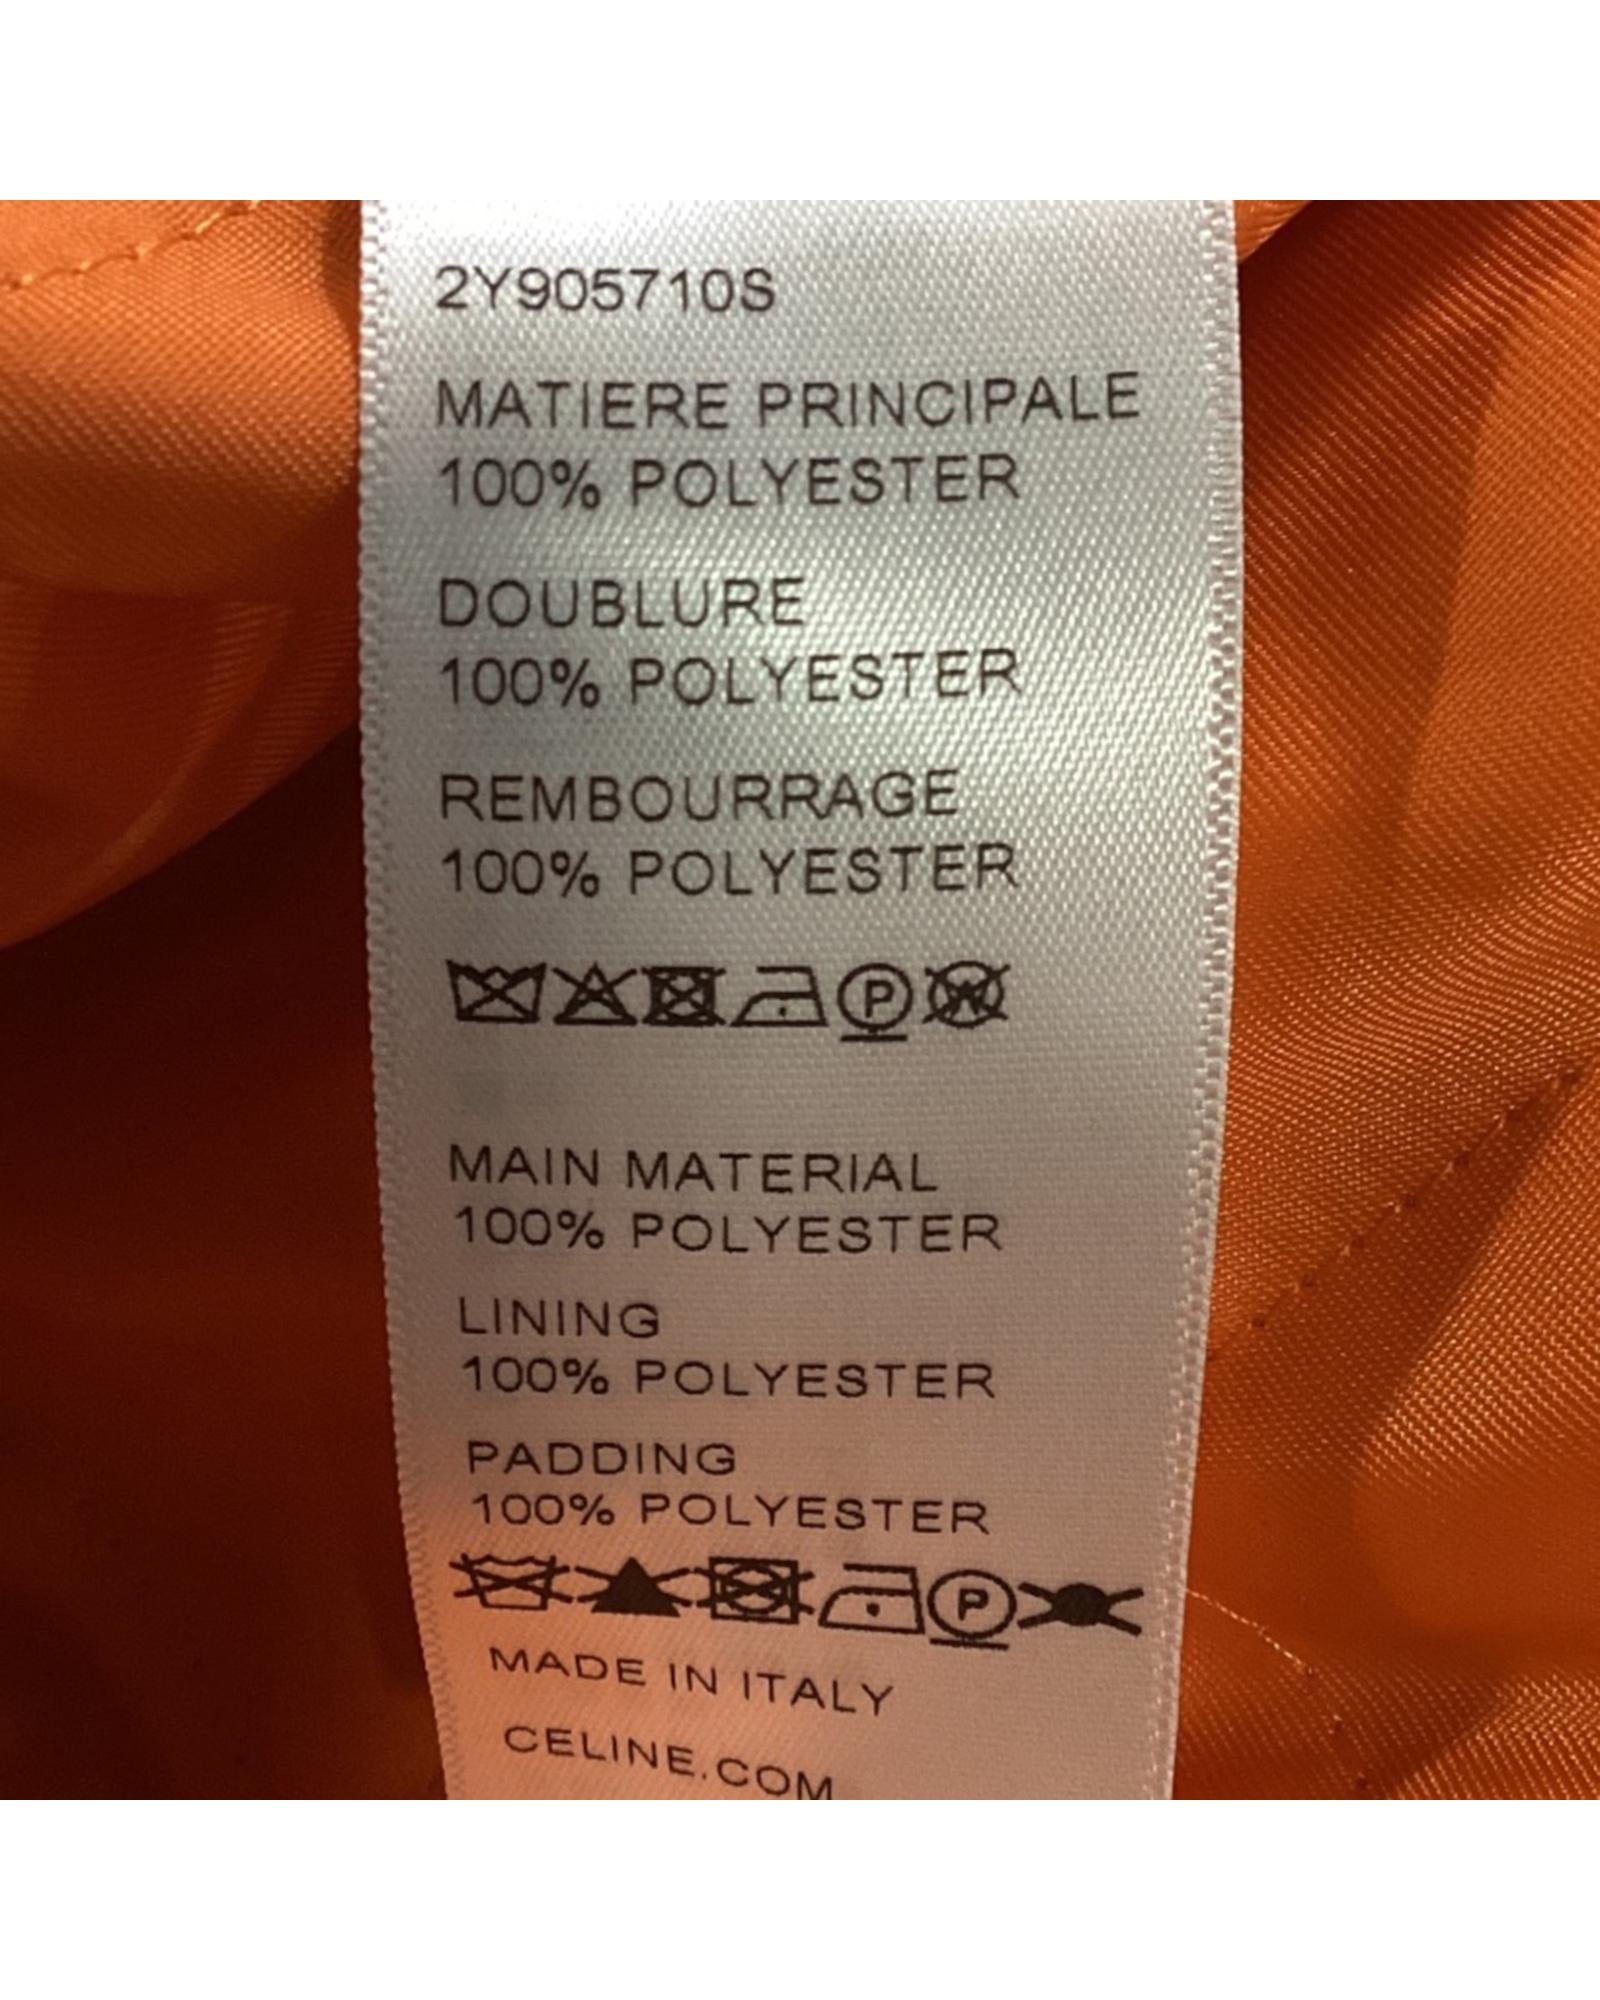 2Y905710S
MATIERE PRINCIPALE
100% POLYESTER
DOUBLURE
100% POLYESTER
REMBOURRAGE
100% POLYESTER
P W
MAIN MATERIAL
100% POLYESTER
LINING
100% POLYESTER
PADDING
100% POLYESTER
P
MADE IN ITALY
CELINE.COM